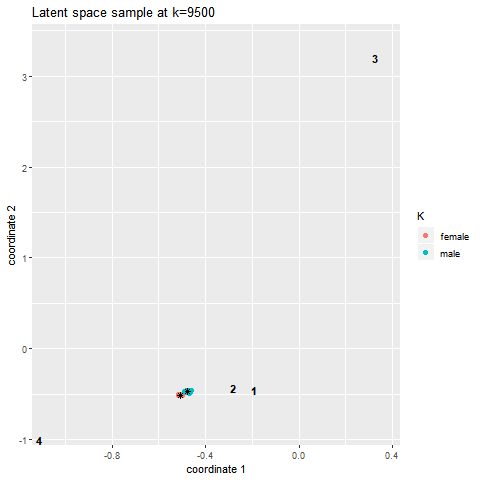 Latent space sample at k=9500
3
3
2
1
0
-1
2
1
4
-0.8
-0.4
0.0
0.4
coordinate 1
coordinate 2
K
female
male